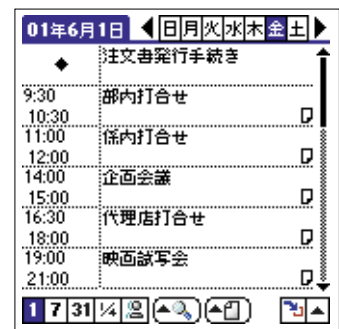 01年6月1日 日月火水木金土
注文書発行手続き
9:30 部内打合せ
10:30
11:00 係内打合せ
12:00
14:00 企画会議
15:00
16:30 代理店打合せ
18:00
19:00 映画試写会
21:00
1 7 31 1/4